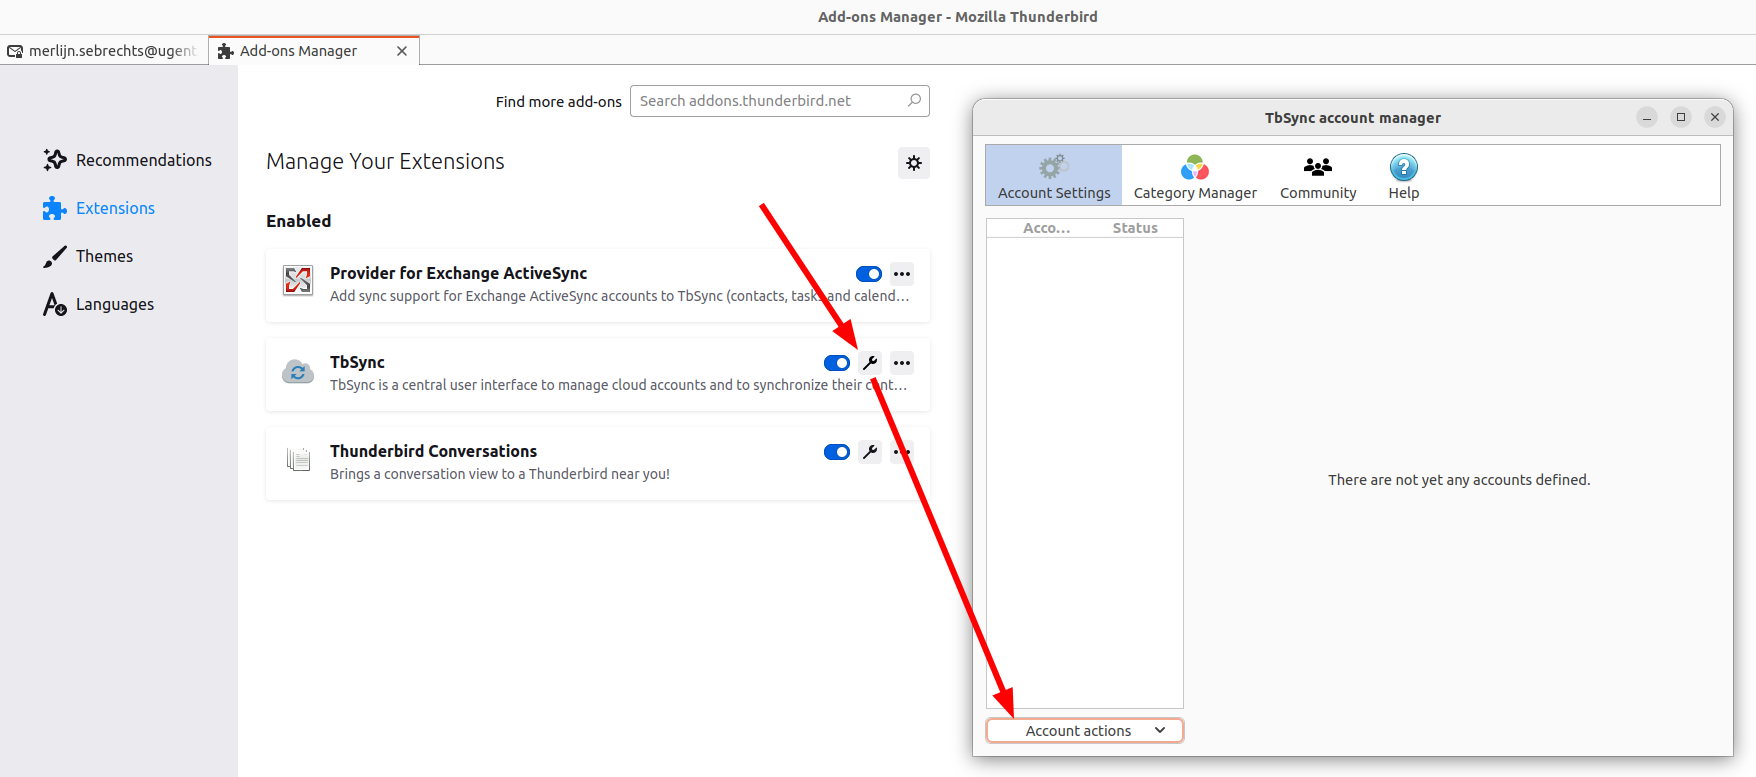 Add-ons Manager - Mozilla Thunderbird
merlijn.sebrechts@ugent
Add-ons Manager
Find more add-ons
Search addons.thunderbird.net
Recommendations
Extensions
Themes
Languages
Manage Your Extensions
Enabled
Provider for Exchange ActiveSync
Add sync support for Exchange ActiveSync accounts to TbSync (contacts, tasks and calend…
TbSync
TbSync is a central user interface to manage cloud accounts and to synchronize their cont…
Thunderbird Conversations
Brings a conversation view to a Thunderbird near you!
TbSync account manager
Account Settings
Category Manager
Community
Help
Acco…
Status
There are not yet any accounts defined.
Account actions